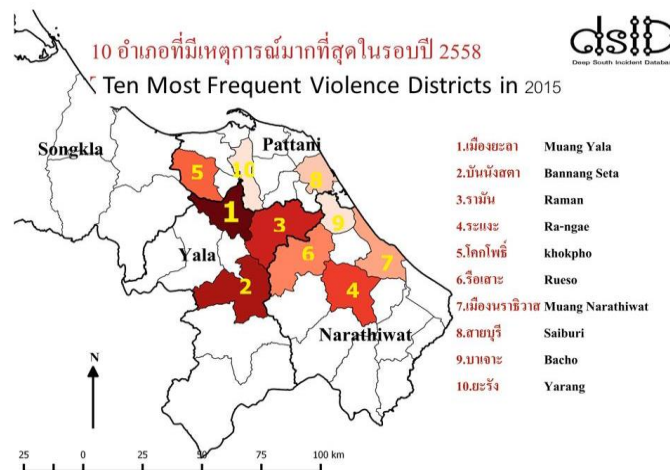 10 อำเภอที่มีเหตุการณ์มากที่สุดในรอบปี 2558
Ten Most Frequent Violence Districts in 2015
dsid
Deep South Incident Databas
Songkla
Pattani
Yala
Narathiwat
5
10
8
1
3
9
6
7
2
4
1.เมืองยะลา Muang Yala
2.บันนังสตา Bannang Seta
3.รามัน Raman
4.ระแงะ Ra-ngae
5.โคกโพธิ์ khokpho
6.รือเสาะ Rueso
7.เมืองนราธิวาส Muang Narathiwat
8.สายบุรี Saiburi
9.บาเจาะ Bacho
10.ยะรัง Yarang
N
25 0 25 50 75 100 km